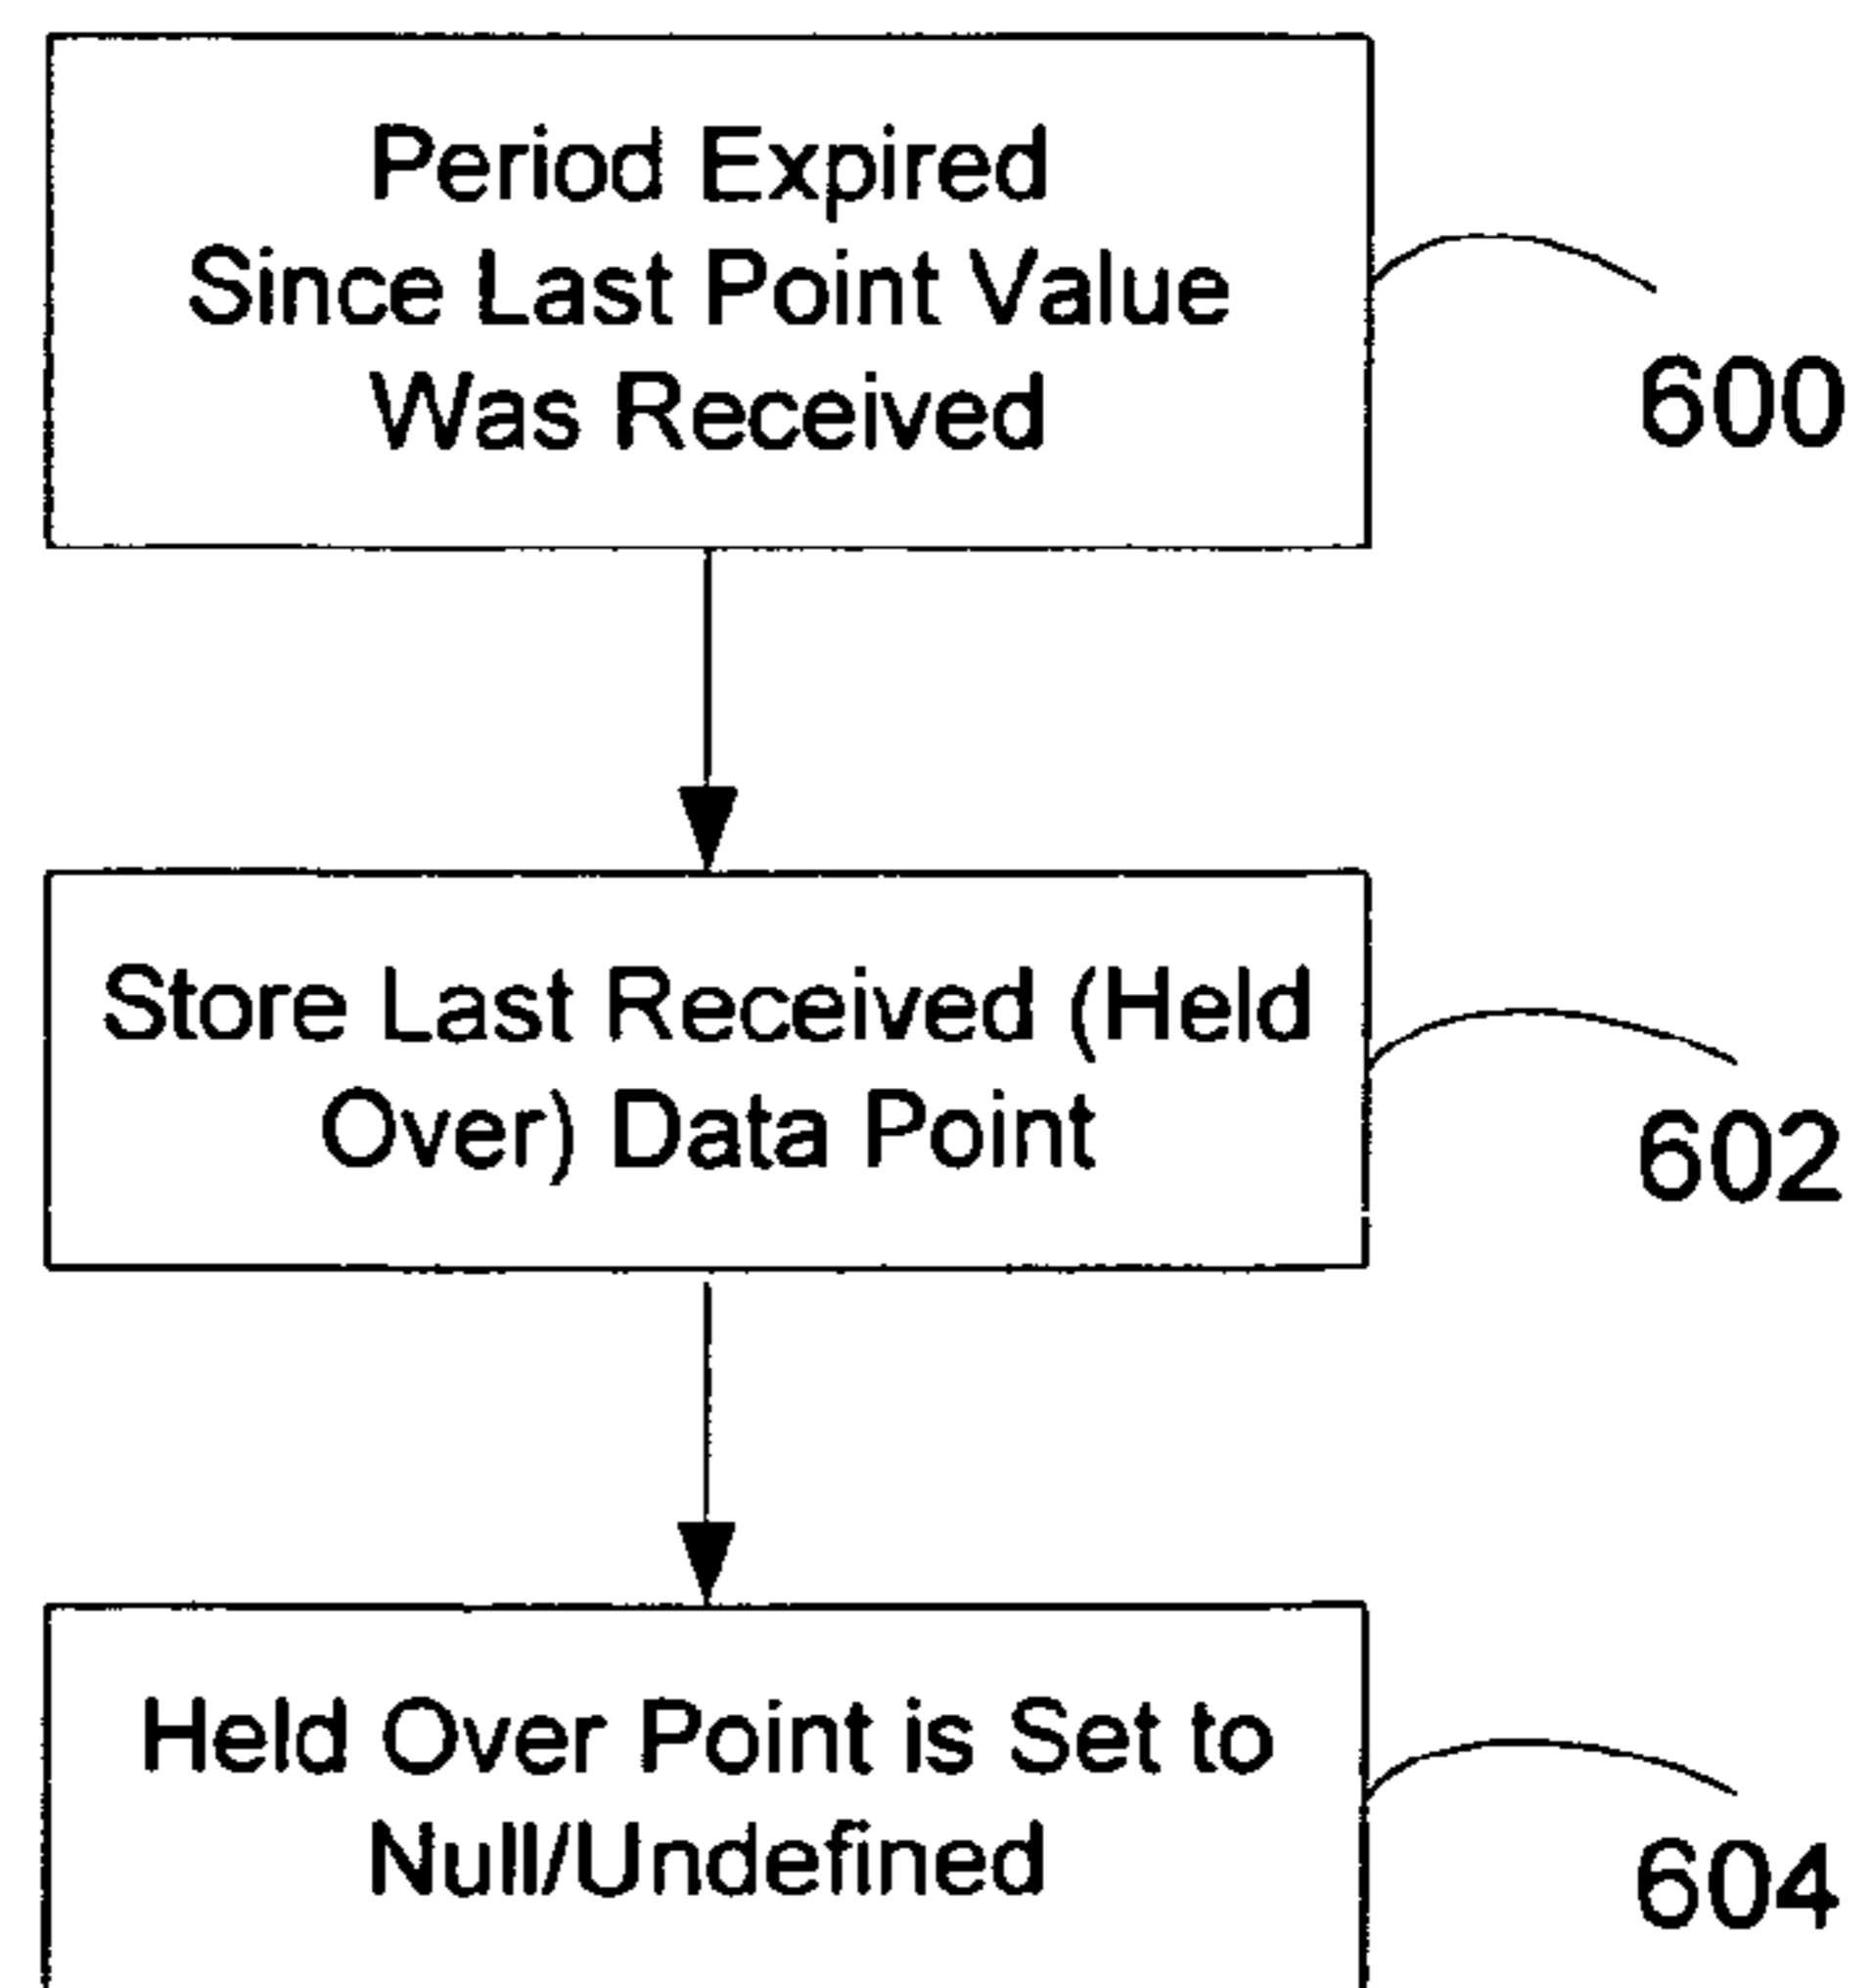 Period Expired
Since Last Point Value
Was Received
600
Store Last Received (Held
Over) Data Point
602
Held Over Point is Set to
Null/Undefined
604